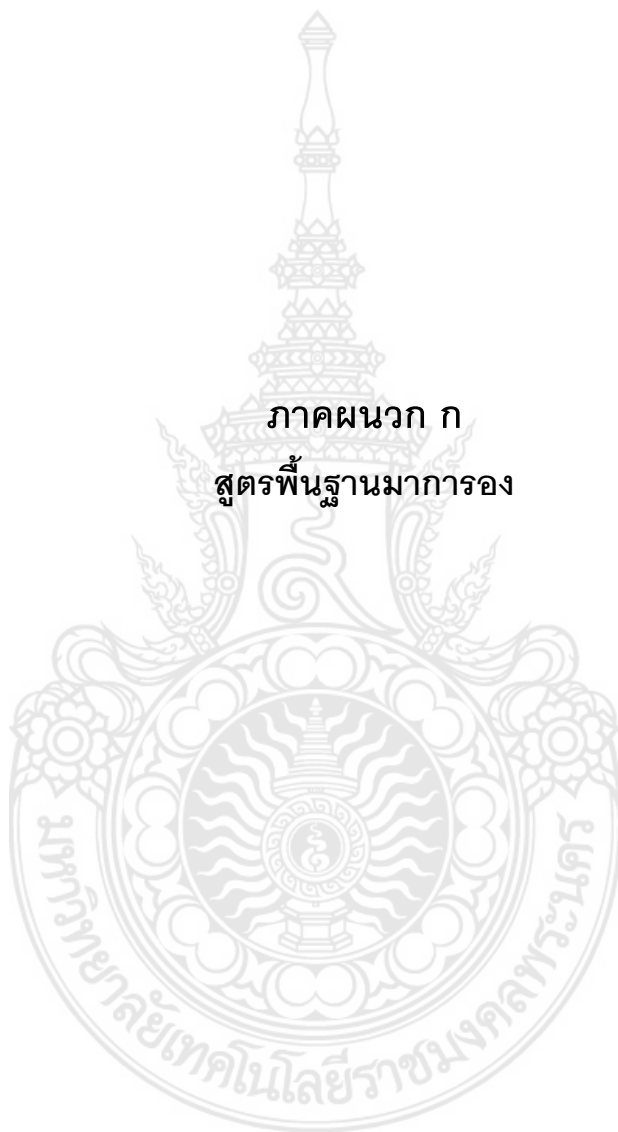 ภาคผนวก ก
สูตรพื้นฐานมาการอง
มหาวิทยาลัยเทคโนโลยีราชมงคลพระนคร